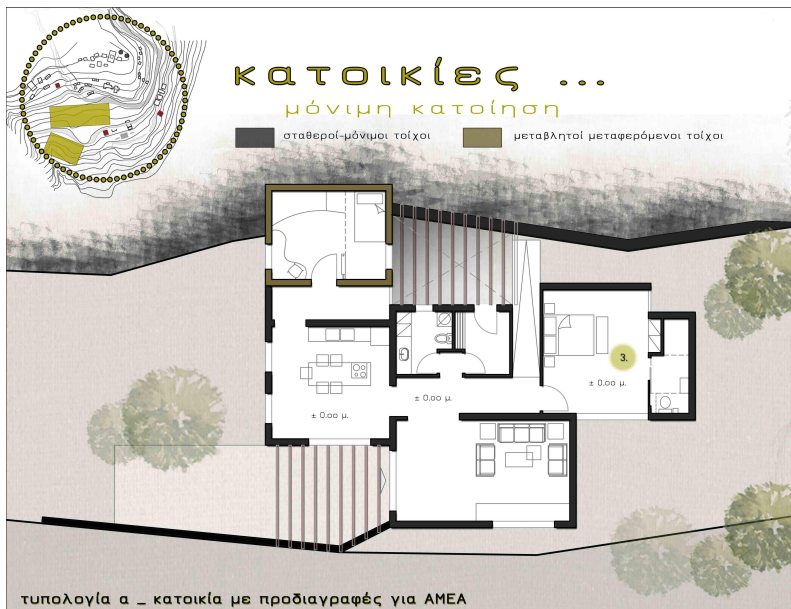 κατοικίες ...
μόνιμη κατοίηση
σταθεροί-μόνιμοι τοίχοι
μεταβλητοί μεταφερόμενοι τοίχοι
3.
± 0.00 μ.
± 0.00 μ.
± 0.00 μ.
τυπολογία α _ κατοικία με προδιαγραφές για ΑΜΕΑ